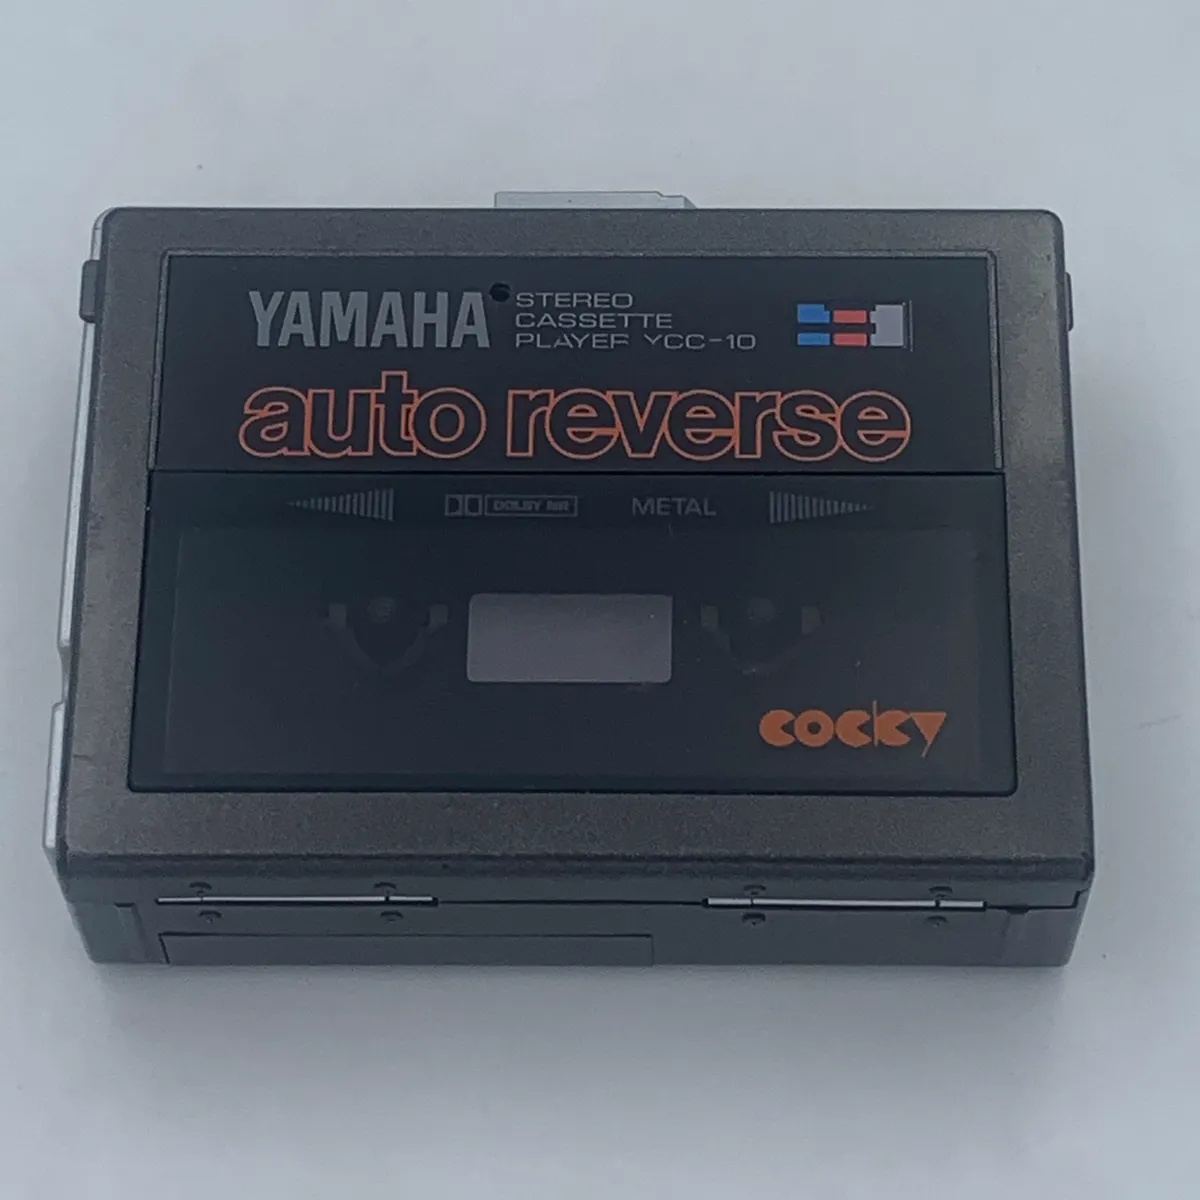 YAMAHA
STEREO
CASSETTE
PLAYER YCC-10
auto reverse
DOLBY NR
METAL
cocky